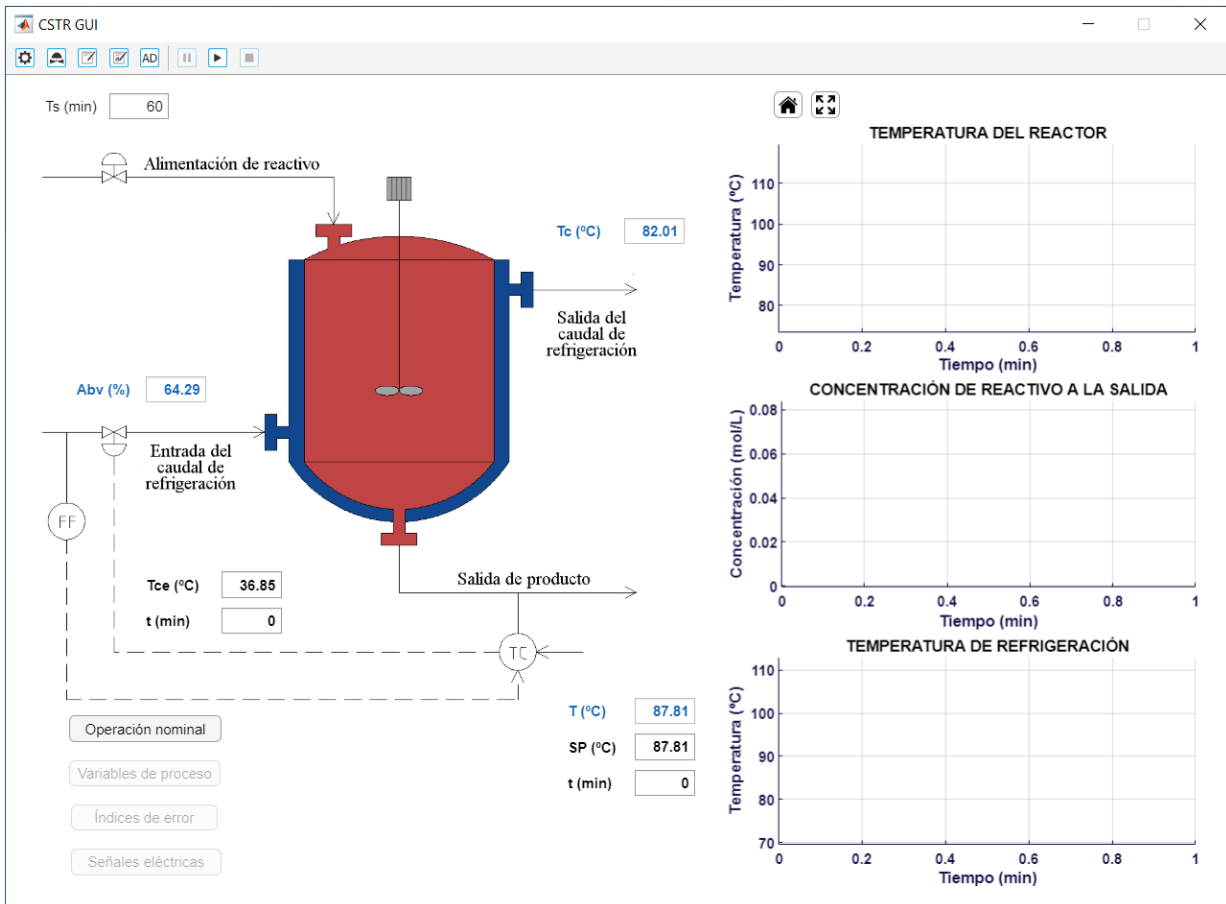 CSTR GUI
AD
Ts (min) 60
Alimentación de reactivo
Tc (ºC) 82.01
Salida del
caudal de
refrigeración
Abv (%) 64.29
Entrada del
caudal de
refrigeración
FF
Tce (ºC) 36.85
t (min) 0
Salida de producto
TC
T (ºC) 87.81
SP (ºC) 87.81
t (min) 0
Operación nominal
Variables de proceso
Índices de error
Señales eléctricas
TEMPERATURA DEL REACTOR
Temperatura (ºC)
110
100
90
80
0 0.2 0.4 0.6 0.8 1
Tiempo (min)
CONCENTRACIÓN DE REACTIVO A LA SALIDA
Concentración (mol/L)
0.08
0.06
0.04
0.02
0
0 0.2 0.4 0.6 0.8 1
Tiempo (min)
TEMPERATURA DE REFRIGERACIÓN
Temperatura (ºC)
110
100
90
80
70
0 0.2 0.4 0.6 0.8 1
Tiempo (min)